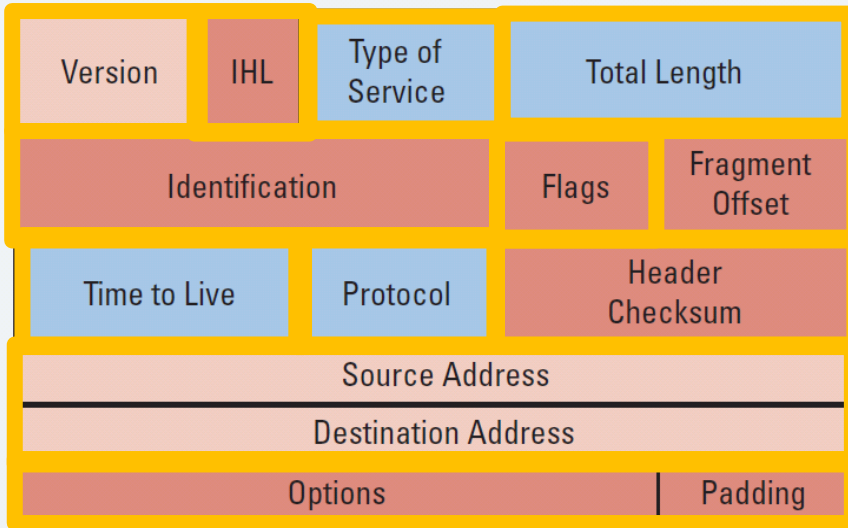 Version
IHL
Type of
Service
Total Length
Identification
Flags
Fragment
Offset
Time to Live
Protocol
Header
Checksum
Source Address
Destination Address
Options
Padding